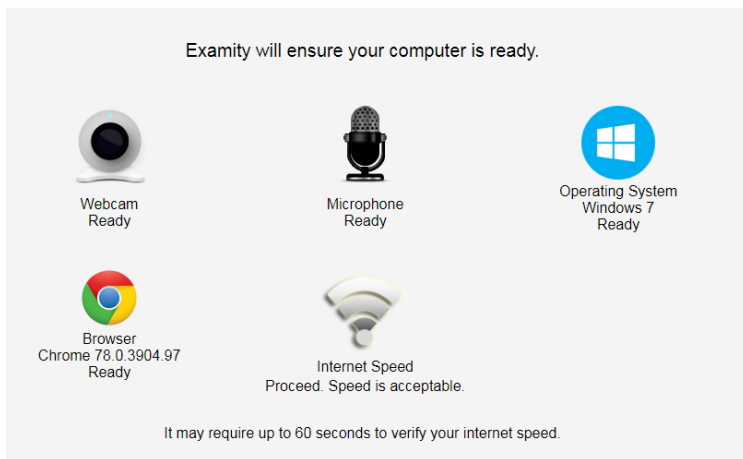 Examity will ensure your computer is ready.
Webcam
Ready
Microphone
Ready
Operating System
Windows 7
Ready
Browser
Chrome 78.0.3904.97
Ready
Internet Speed
Proceed. Speed is acceptable.
It may require up to 60 seconds to verify your internet speed.